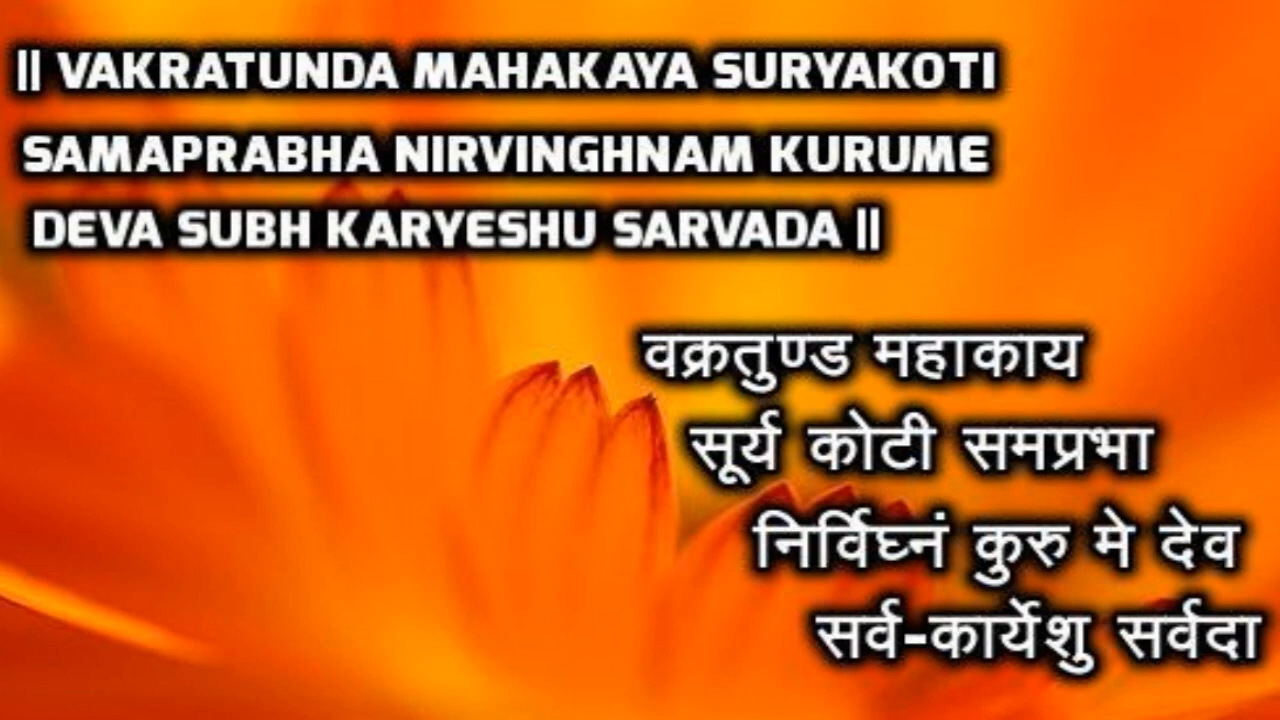 || VAKRATUNDA MAHAKAYA SURYAKOTI
SAMAPRABHA NIRVINGHNAM KURUME
DEVA SUBH KARYESHU SARVADA ||
वक्रतुण्ड महाकाय
सूर्य कोटी समप्रभा
निर्विघ्नं कुरु मे देव
सर्व-कार्येशु सर्वदा